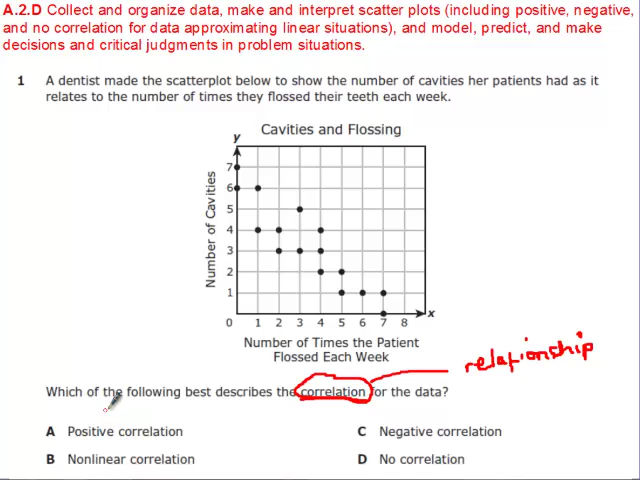 A.2.D Collect and organize data, make and interpret scatter plots (including positive, negative,
and no correlation for data approximating linear situations), and model, predict, and make
decisions and critical judgments in problem situations.
1 A dentist made the scatterplot below to show the number of cavities her patients had as it
relates to the number of times they flossed their teeth each week.
y
Cavities and Flossing
Number of Cavities
7
6
5
4
3
2
1
0 1 2 3 4 5 6 7 8
x
Number of Times the Patient
Flossed Each Week
relationship
Which of the following best describes the correlation for the data?
A Positive correlation
C Negative correlation
B Nonlinear correlation
D No correlation